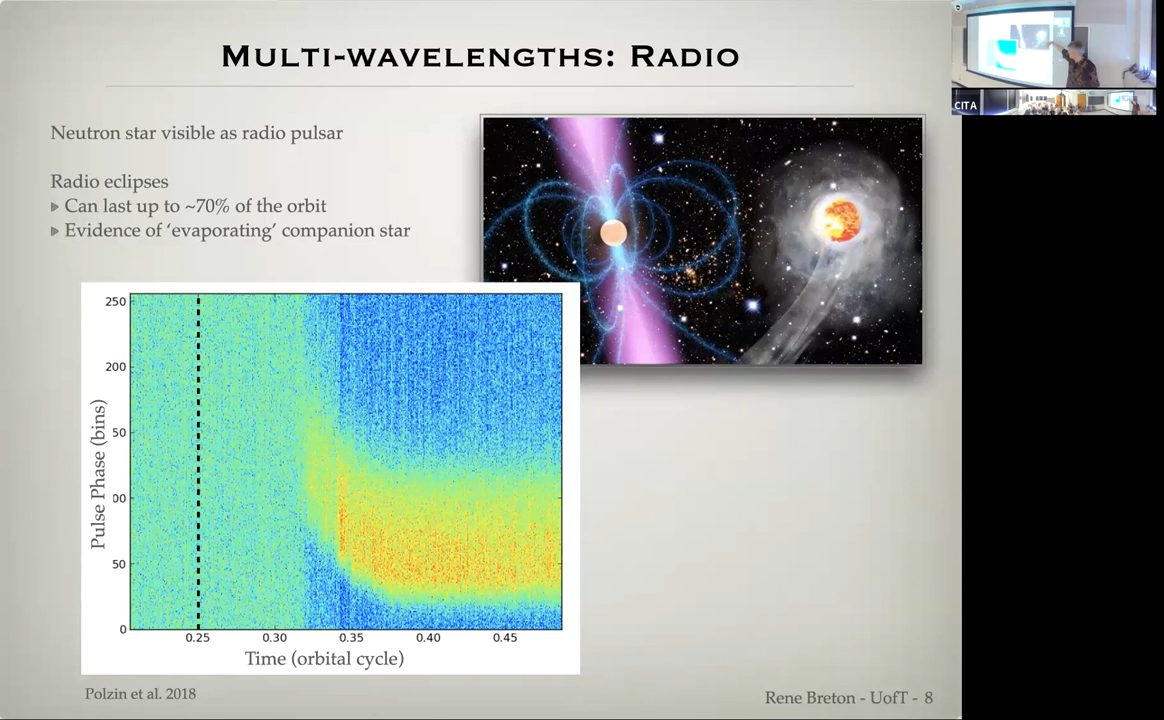 MULTI-WAVELENGTHS: RADIO
Neutron star visible as radio pulsar
Radio eclipses
Can last up to ~70% of the orbit
Evidence of ‘evaporating’ companion star
250
200
50
00
50
0
Pulse Phase (bins)
0.25 0.30 0.35 0.40 0.45
Time (orbital cycle)
Polzin et al. 2018
Rene Breton - UofT - 8
CITA